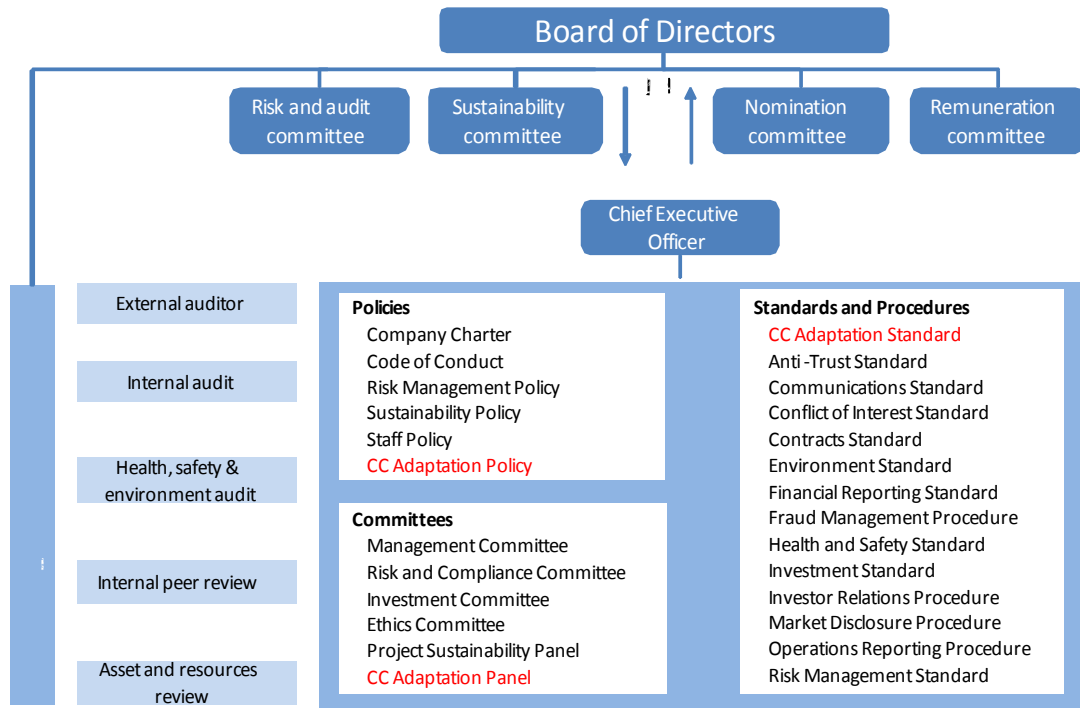 Board of Directors
Risk and audit
committee
Sustainability
committee
Nomination
committee
Remuneration
committee
Chief Executive
Officer
External auditor
Internal audit
Health, safety &
environment audit
Internal peer review
Asset and resources
review
Policies
Company Charter
Code of Conduct
Risk Management Policy
Sustainability Policy
Staff Policy
CC Adaptation Policy
Committees
Management Committee
Risk and Compliance Committee
Investment Committee
Ethics Committee
Project Sustainability Panel
CC Adaptation Panel
Standards and Procedures
CC Adaptation Standard
Anti -Trust Standard
Communications Standard
Conflict of Interest Standard
Contracts Standard
Environment Standard
Financial Reporting Standard
Fraud Management Procedure
Health and Safety Standard
Investment Standard
Investor Relations Procedure
Market Disclosure Procedure
Operations Reporting Procedure
Risk Management Standard